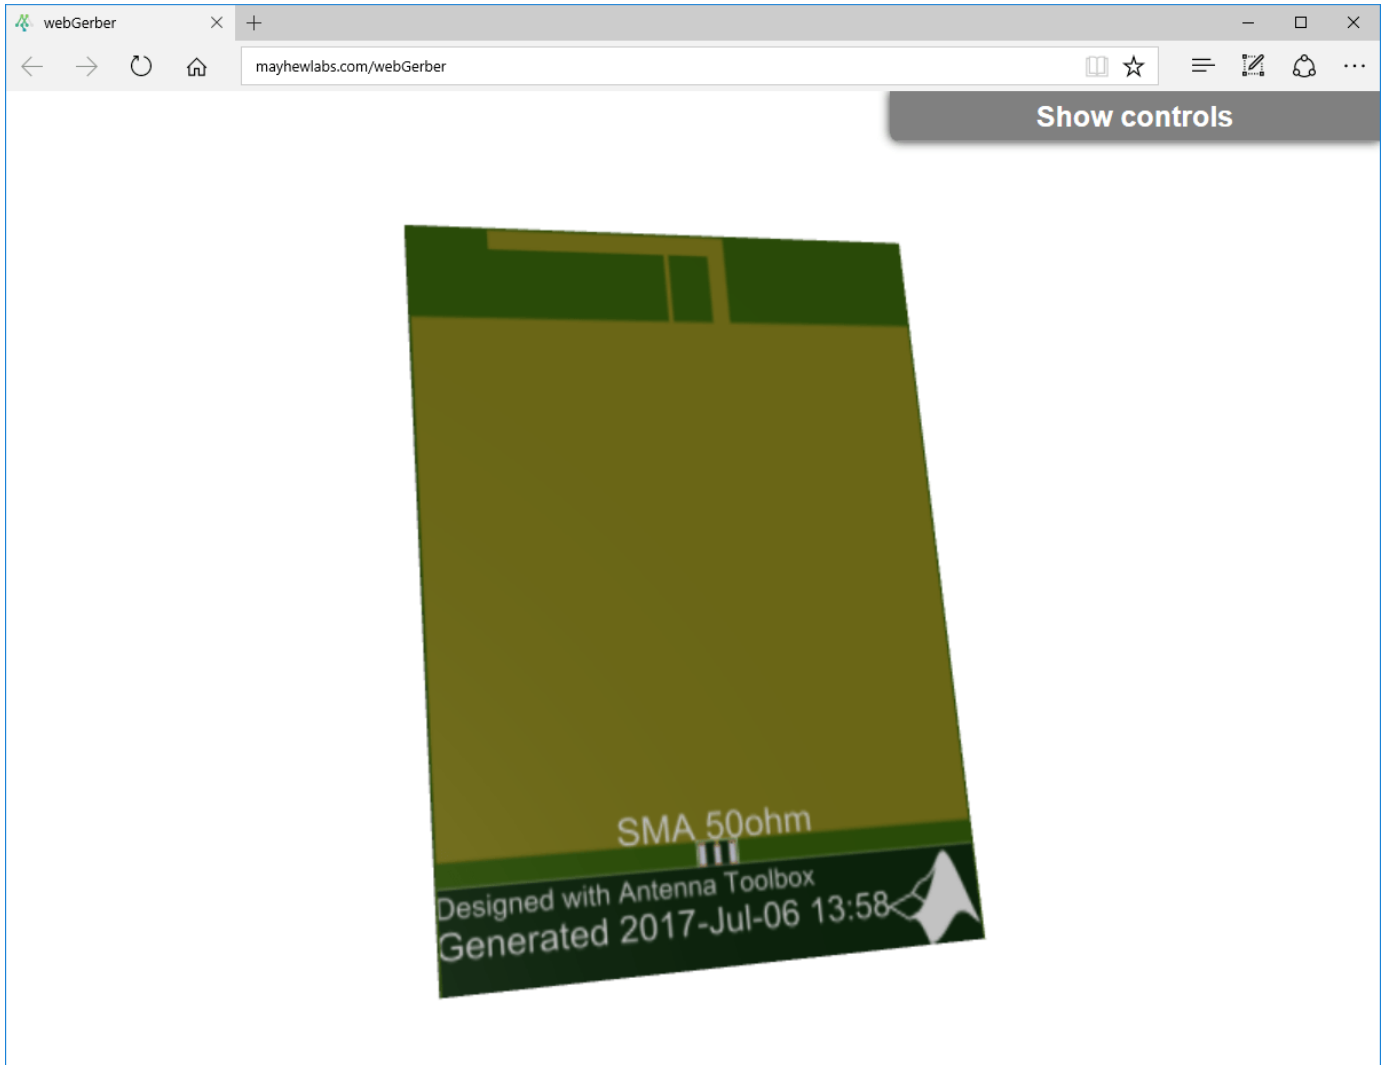 webGerber
mayhewlabs.com/webGerber
Show controls
SMA 50ohm
Designed with Antenna Toolbox
Generated 2017-Jul-06 13:58